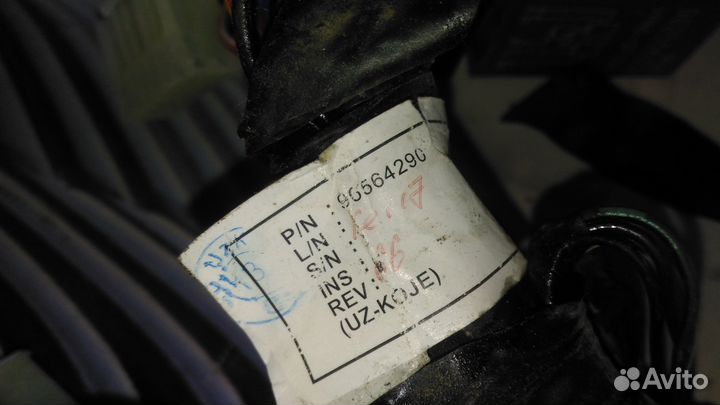 P/N : 96564290
L/N :
S/N :
INS :
REV :
(UZ-KOJE)
Avito